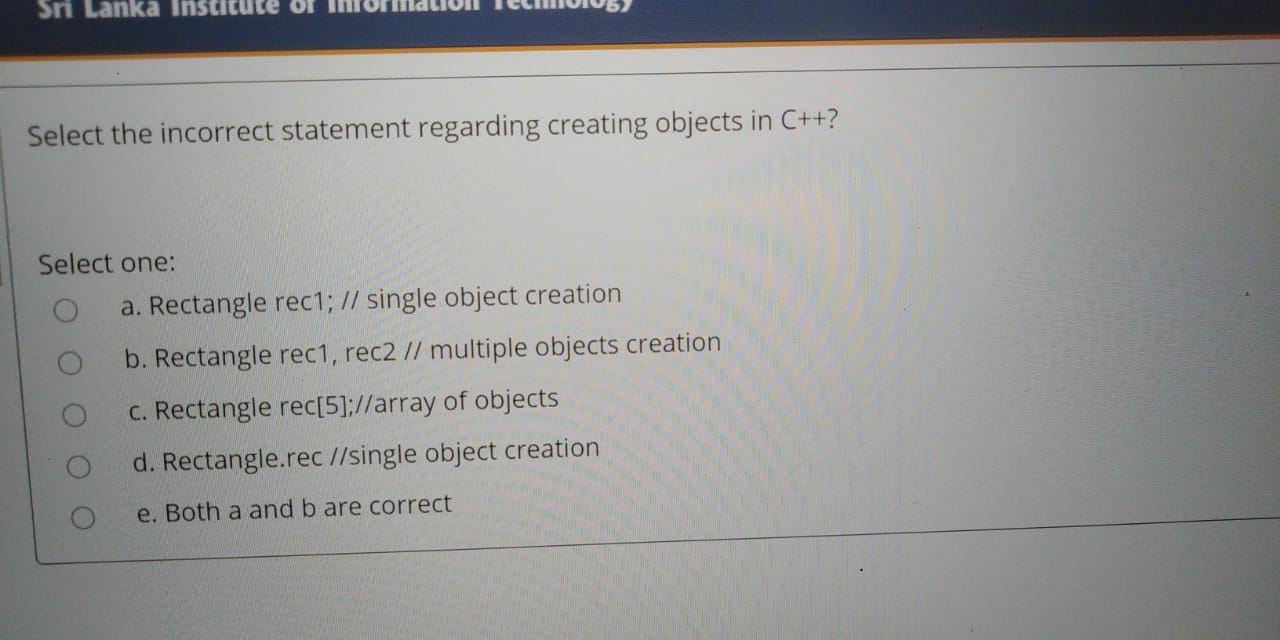 Sri Lanka Institute of Information Technology
Select the incorrect statement regarding creating objects in C++?
Select one:
a. Rectangle rec1; // single object creation
b. Rectangle rec1, rec2 // multiple objects creation
c. Rectangle rec[5];//array of objects
d. Rectangle.rec //single object creation
e. Both a and b are correct